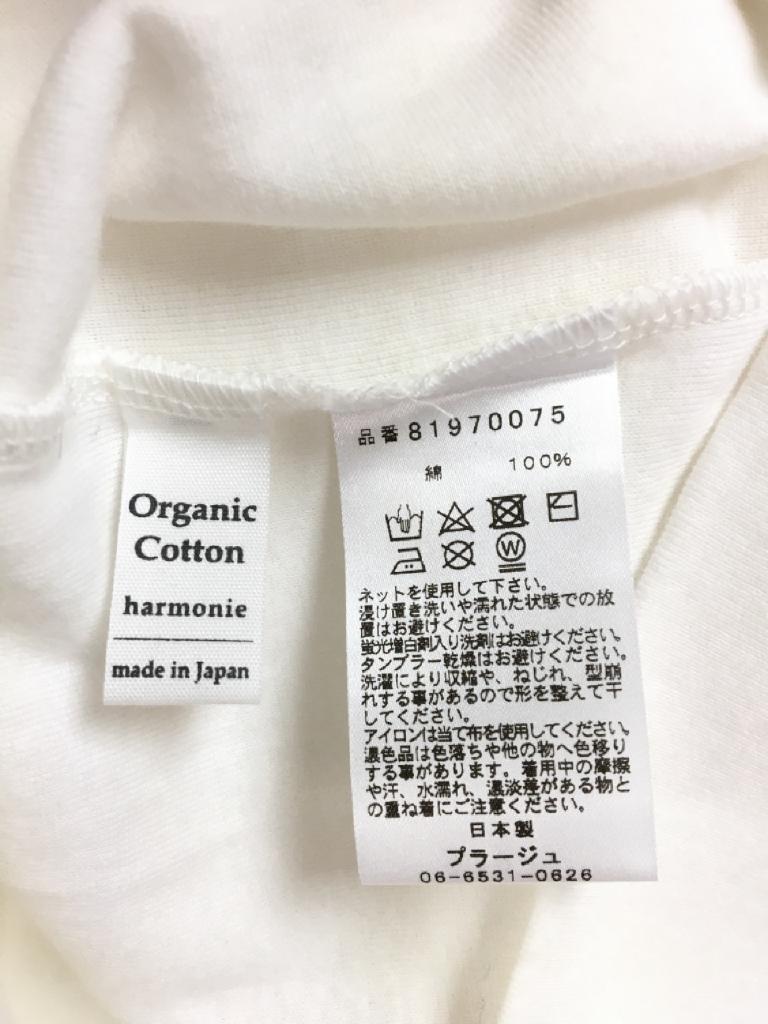 Organic
Cotton
harmonie
made in Japan
品番 81970075
綿 100%
W
ネットを使用して下さい。
浸け置き洗いや濡れた状態での放
置はお避けください。
蛍光増白剤入り洗剤はお避けください。
タンブラー乾燥はお避けください。
洗濯により収縮や、ねじれ、型崩
れする事があるので形を整えて干
してください。
アイロンは当て布を使用してください。
濃色品は色落ちや他の物へ色移り
する事があります。着用中の摩擦
や汗、水濡れ、濃淡差がある物と
の重ね着にご注意ください。
日本製
プラージュ
06-6531-0626